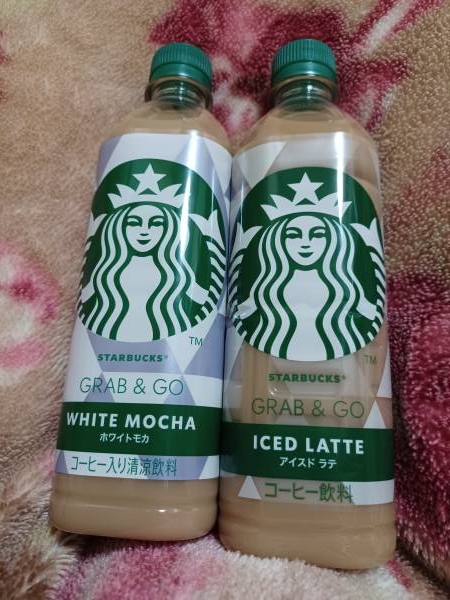 TM
STARBUCKS®
GRAB & GO
WHITE MOCHA
ホワイトモカ
コーヒー入り清涼飲料
TM
STARBUCKS®
GRAB & GO
ICED LATTE
アイスド ラテ
コーヒー飲料